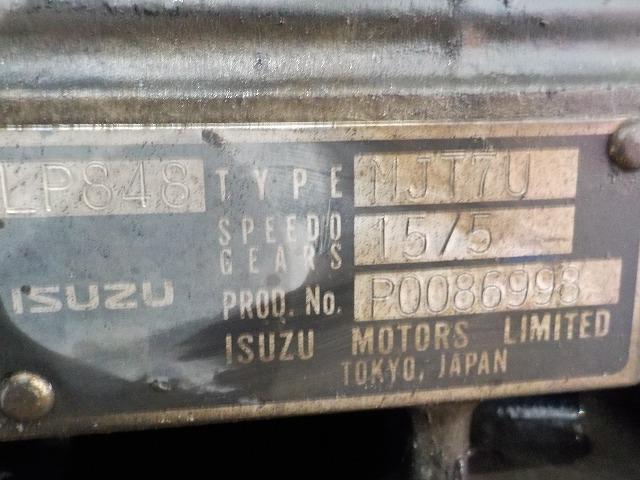 LP848 TYPE MJT7U
SPEEDO GEARS 15/5
ISUZU PROD. No. P0086998
ISUZU MOTORS LIMITED
TOKYO, JAPAN